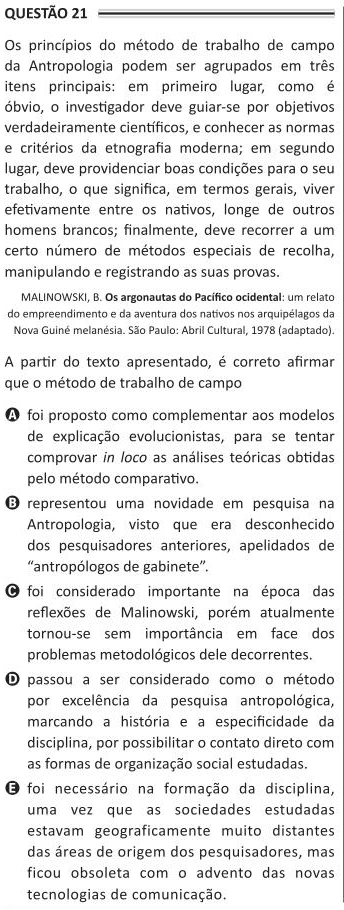 QUESTÃO 21
Os princípios do método de trabalho de campo
da Antropologia podem ser agrupados em três
itens principais: em primeiro lugar, como é
óbvio, o investigador deve guiar-se por objetivos
verdadeiramente científicos, e conhecer as normas
e critérios da etnografia moderna; em segundo
lugar, deve providenciar boas condições para o seu
trabalho, o que significa, em termos gerais, viver
efetivamente entre os nativos, longe de outros
homens brancos; finalmente, deve recorrer a um
certo número de métodos especiais de recolha,
manipulando e registrando as suas provas.
MALINOWSKI, B. Os argonautas do Pacífico ocidental: um relato
do empreendimento e da aventura dos nativos nos arquipélagos da
Nova Guiné melanésia. São Paulo: Abril Cultural, 1978 (adaptado).
A partir do texto apresentado, é correto afirmar
que o método de trabalho de campo
A foi proposto como complementar aos modelos
de explicação evolucionistas, para se tentar
comprovar in loco as análises teóricas obtidas
pelo método comparativo.
B representou uma novidade em pesquisa na
Antropologia, visto que era desconhecido
dos pesquisadores anteriores, apelidados de
“antropólogos de gabinete”.
C foi considerado importante na época das
reflexões de Malinowski, porém atualmente
tornou-se sem importância em face dos
problemas metodológicos dele decorrentes.
D passou a ser considerado como o método
por excelência da pesquisa antropológica,
marcando a história e a especificidade da
disciplina, por possibilitar o contato direto com
as formas de organização social estudadas.
E foi necessário na formação da disciplina,
uma vez que as sociedades estudadas
estavam geograficamente muito distantes
das áreas de origem dos pesquisadores, mas
ficou obsoleta com o advento das novas
tecnologias de comunicação.